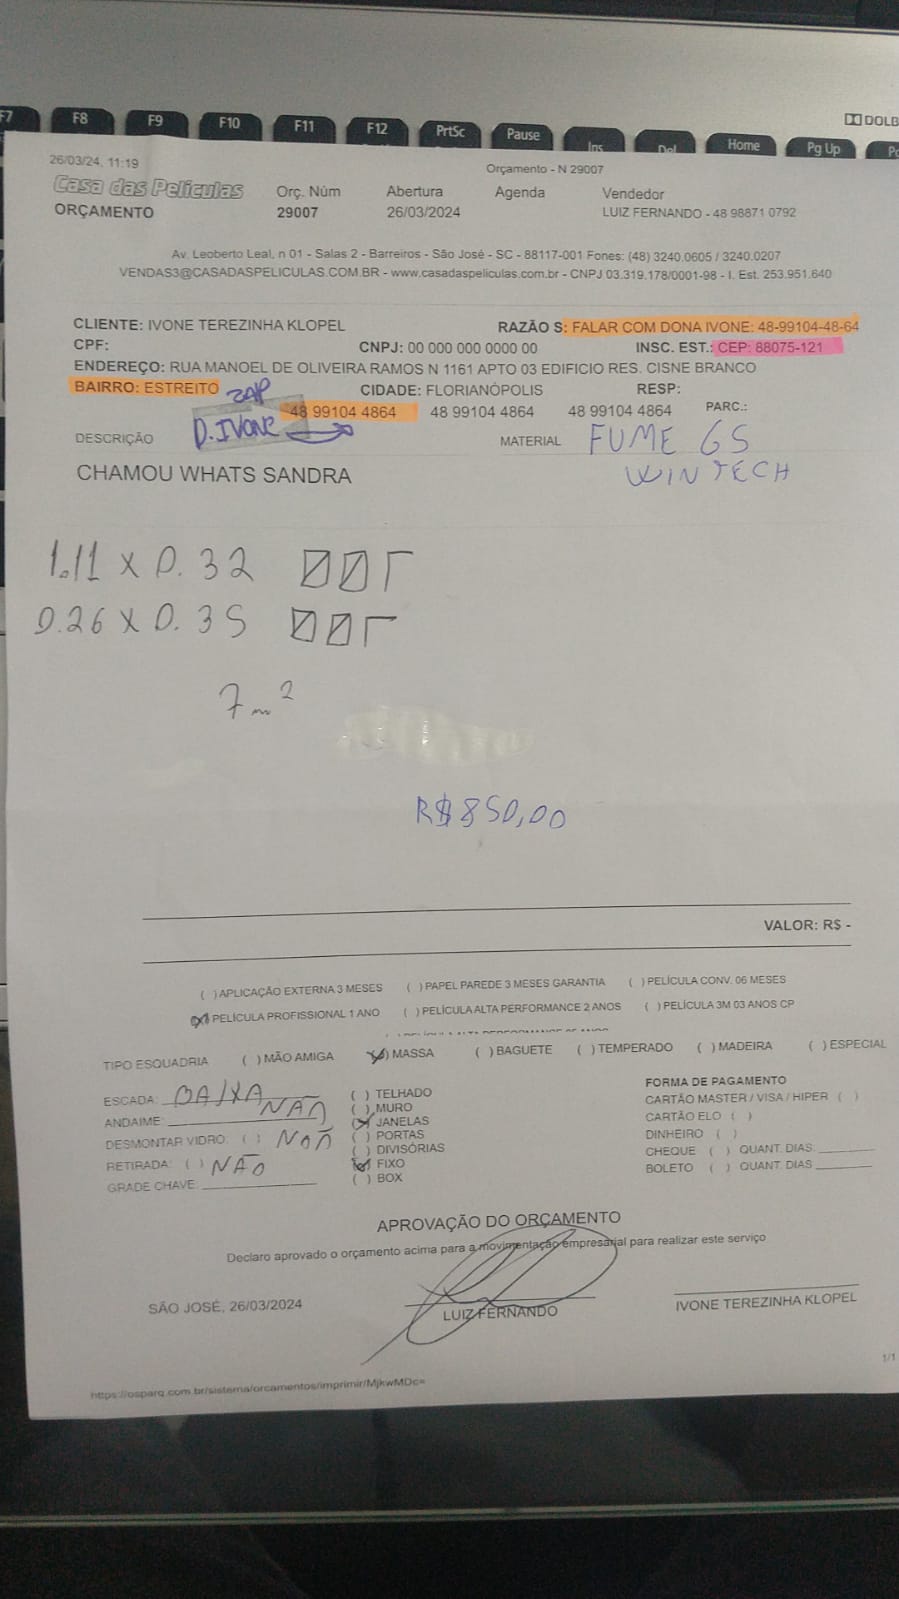 F7 F8 F9 F10 F11 F12 PrtSc Pause Ins Del Home Pg Up
DOLB
26/03/24, 11:19
Orçamento - N 29007
Casa das Películas
ORÇAMENTO
Orç. Núm
29007
Abertura
26/03/2024
Agenda
Vendedor
LUIZ FERNANDO - 48 98871 0792
Av. Leoberto Leal, n 01 - Salas 2 - Barreiros - São José - SC - 88117-001 Fones: (48) 3240.0605 / 3240.0207
VENDAS3@CASADASPELICULAS.COM.BR - www.casadaspeliculas.com.br - CNPJ 03.319.178/0001-98 - I. Est. 253.951.640
CLIENTE: IVONE TEREZINHA KLOPEL RAZÃO S: FALAR COM DONA IVONE: 48-99104-48-64
CPF: CNPJ: 00 000 000 0000 00 INSC. EST.: CEP: 88075-121
ENDEREÇO: RUA MANOEL DE OLIVEIRA RAMOS N 1161 APTO 03 EDIFICIO RES. CISNE BRANCO
BAIRRO: ESTREITO CIDADE: FLORIANÓPOLIS RESP:
ZAP
48 99104 4864 48 99104 4864 48 99104 4864 PARC.:
D. IVONE
DESCRIÇÃO MATERIAL FUME G5
WINTECH
CHAMOU WHATS SANDRA
1.11 x 0.32
0.26 x 0.35
7m²
R$850,00
VALOR: R$ -
( ) APLICAÇÃO EXTERNA 3 MESES ( ) PAPEL PAREDE 3 MESES GARANTIA ( ) PELÍCULA CONV. 06 MESES
(X) PELÍCULA PROFISSIONAL 1 ANO ( ) PELÍCULA ALTA PERFORMANCE 2 ANOS ( ) PELÍCULA 3M 03 ANOS CP
TIPO ESQUADRIA ( ) MÃO AMIGA (X) MASSA ( ) BAGUETE ( ) TEMPERADO ( ) MADEIRA ( ) ESPECIAL
ESCADA: BAIXA
ANDAIME: NÃO
DESMONTAR VIDRO: ( ) NÃO
RETIRADA: ( ) NÃO
GRADE CHAVE:
( ) TELHADO
( ) MURO
(X) JANELAS
( ) PORTAS
( ) DIVISÓRIAS
(X) FIXO
( ) BOX
FORMA DE PAGAMENTO
CARTÃO MASTER / VISA / HIPER ( )
CARTÃO ELO ( )
DINHEIRO ( )
CHEQUE ( ) QUANT. DIAS
BOLETO ( ) QUANT. DIAS
APROVAÇÃO DO ORÇAMENTO
Declaro aprovado o orçamento acima para a movimentação empresarial para realizar este serviço
SÃO JOSÉ, 26/03/2024
LUIZ FERNANDO
IVONE TEREZINHA KLOPEL
1/1
https://osparq.com.br/sistema/orcamentos/imprimir/MjkwMDc=